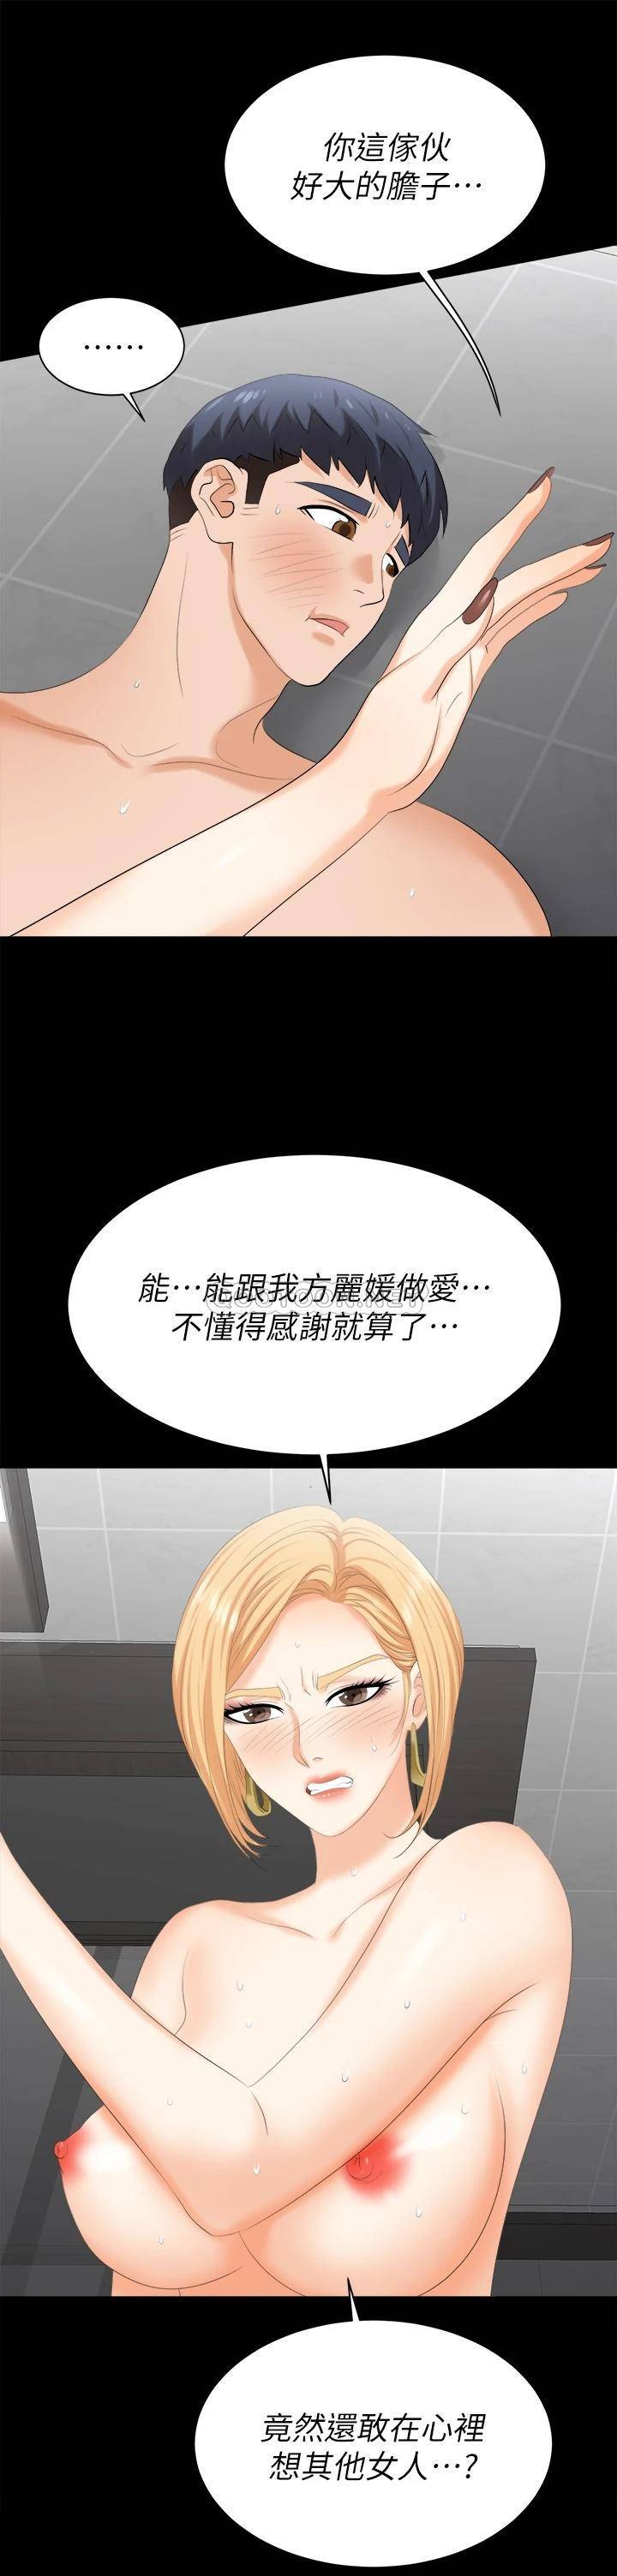 你這傢伙
好大的膽子⋯
⋯⋯
能⋯能跟我方麗媛做愛⋯
不懂得感謝就算了⋯
竟然還敢在心裡
想其他女人⋯?